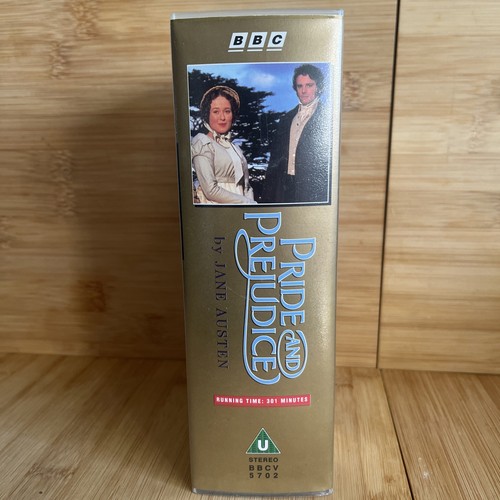 BBC
PRIDE AND
PREJUDICE
by JANE AUSTEN
RUNNING TIME: 301 MINUTES
U
STEREO
BBCV
5702